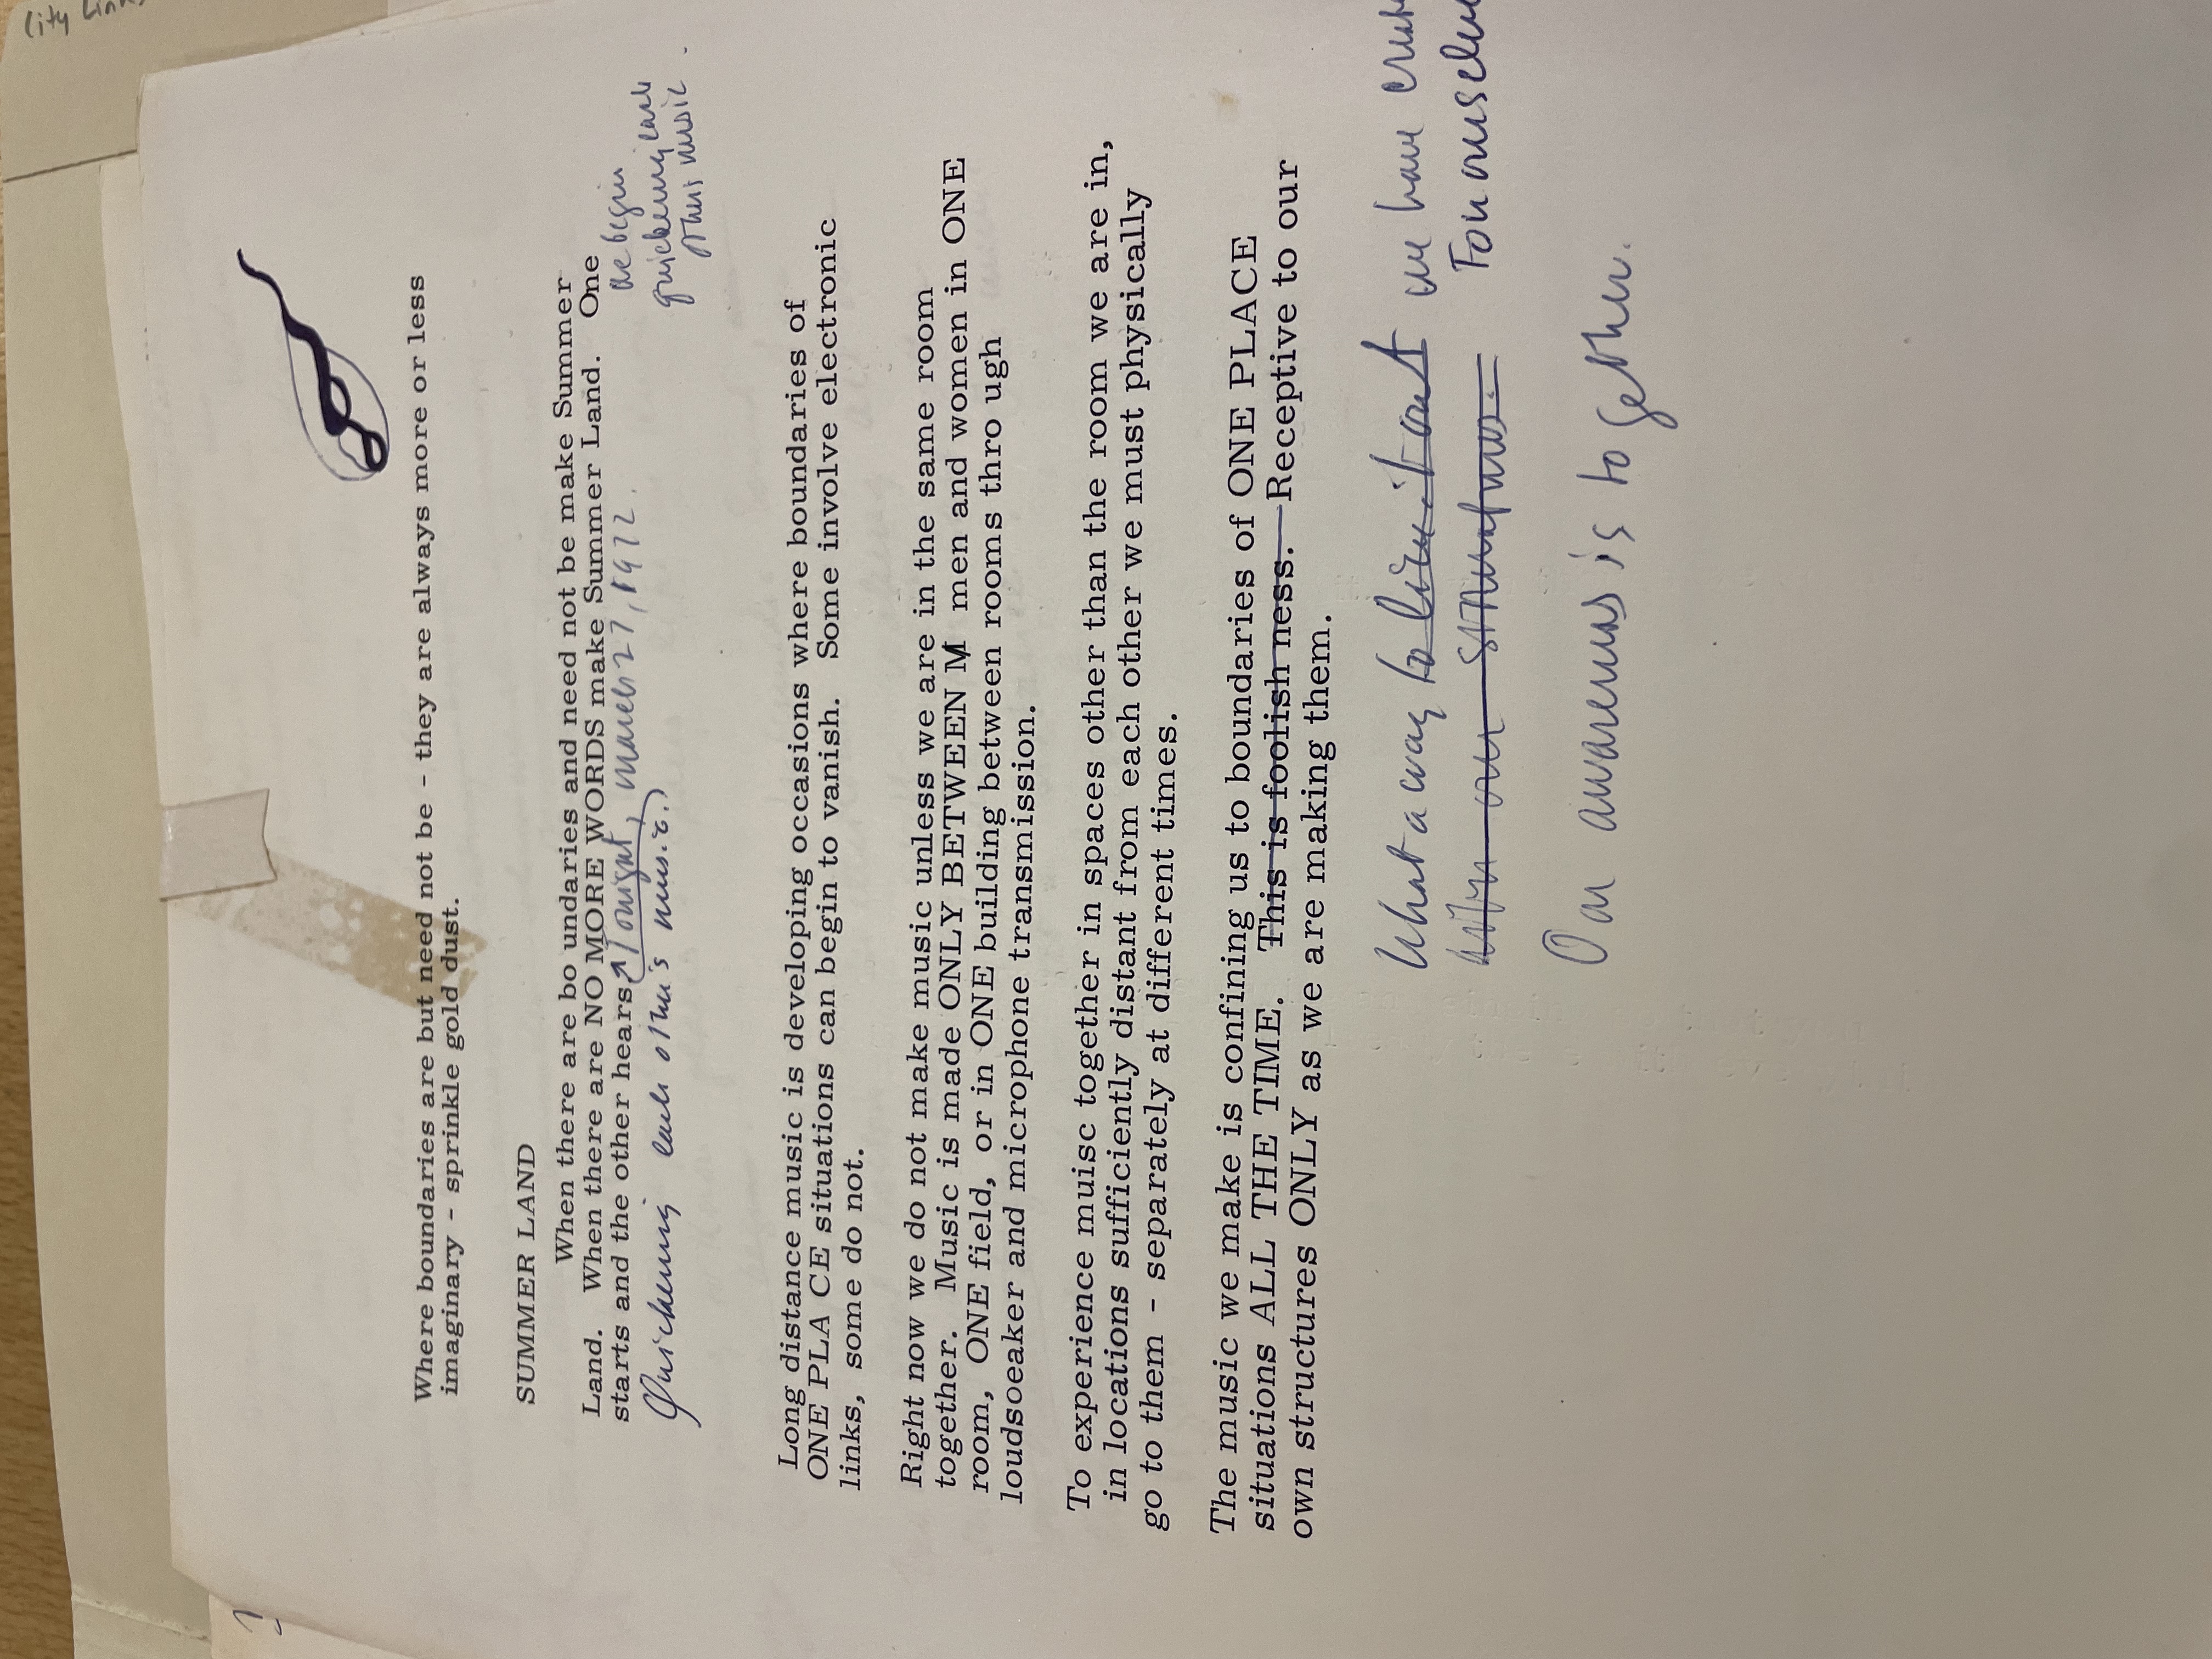 City
Where boundaries are but need not be - they are always more or less
imaginary - sprinkle gold dust.
SUMMER LAND
When there are bo undaries and need not be make Summer
Land. When there are NO MORE WORDS make Summer Land. One
starts and the other hears. Tonight, march 27, 1972.
Quickening each other's music.)
we begin
quickening each
others music.
Long distance music is developing occasions where boundaries of
ONE PLA CE situations can begin to vanish. Some involve electronic
links, some do not.
Right now we do not make music unless we are in the same room
together. Music is made ONLY BETWEEN M men and women in ONE
room, ONE field, or in ONE building between rooms thro ugh
loudsoeaker and microphone transmission.
To experience muisc together in spaces other than the room we are in,
in locations sufficiently distant from each other we must physically
go to them - separately at different times.
The music we make is confining us to boundaries of ONE PLACE
situations ALL THE TIME. This is foolish ness. Receptive to our
own structures ONLY as we are making them.
What a way to limit out we have
our structures. For
Our awareness is together.